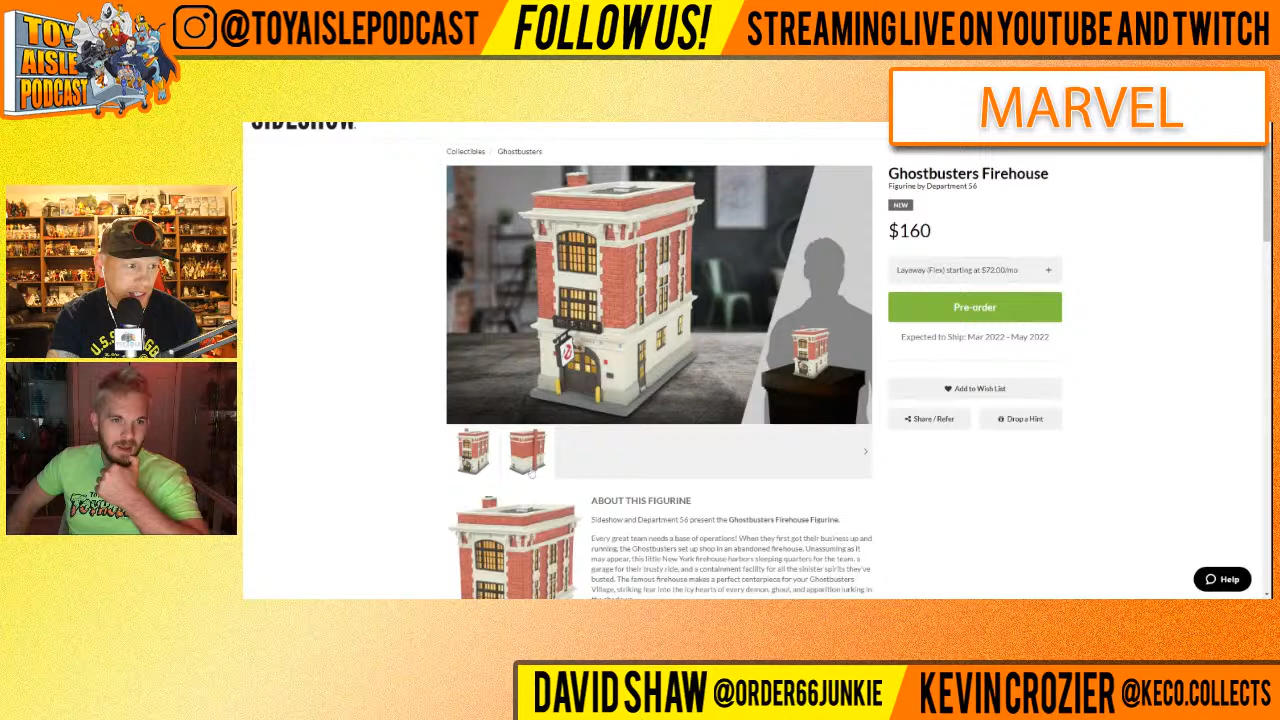 TOY
AISLE
PODCAST
@TOYAISLEPODCAST
FOLLOW US!
STREAMING LIVE ON YOUTUBE AND TWITCH
MARVEL
SIDESHOW
Collectibles / Ghostbusters
Ghostbusters Firehouse
Figurine by Department 56
NEW
$160
Layaway (Flex) starting at $72.00/mo +
Pre-order
Expected to Ship: Mar 2022 - May 2022
Add to Wish List
Share / Refer
Drop a Hint
ABOUT THIS FIGURINE
Sideshow and Department 56 present the Ghostbusters Firehouse Figurine.
Every great team needs a base of operations! When they first got their business up and
running, the Ghostbusters set up shop in an abandoned firehouse. Unassuming as it
may appear, this little New York firehouse harbors sleeping quarters for the team, a
garage for their trusty ride, and a containment facility for all the sinister spirits they've
busted. The famous firehouse makes a perfect centerpiece for your Ghostbusters
Village, striking fear into the icy hearts of every demon, ghoul, and apparition lurking in
Help
DAVID SHAW @ORDER66JUNKIE
KEVIN CROZIER @KECO.COLLECTS